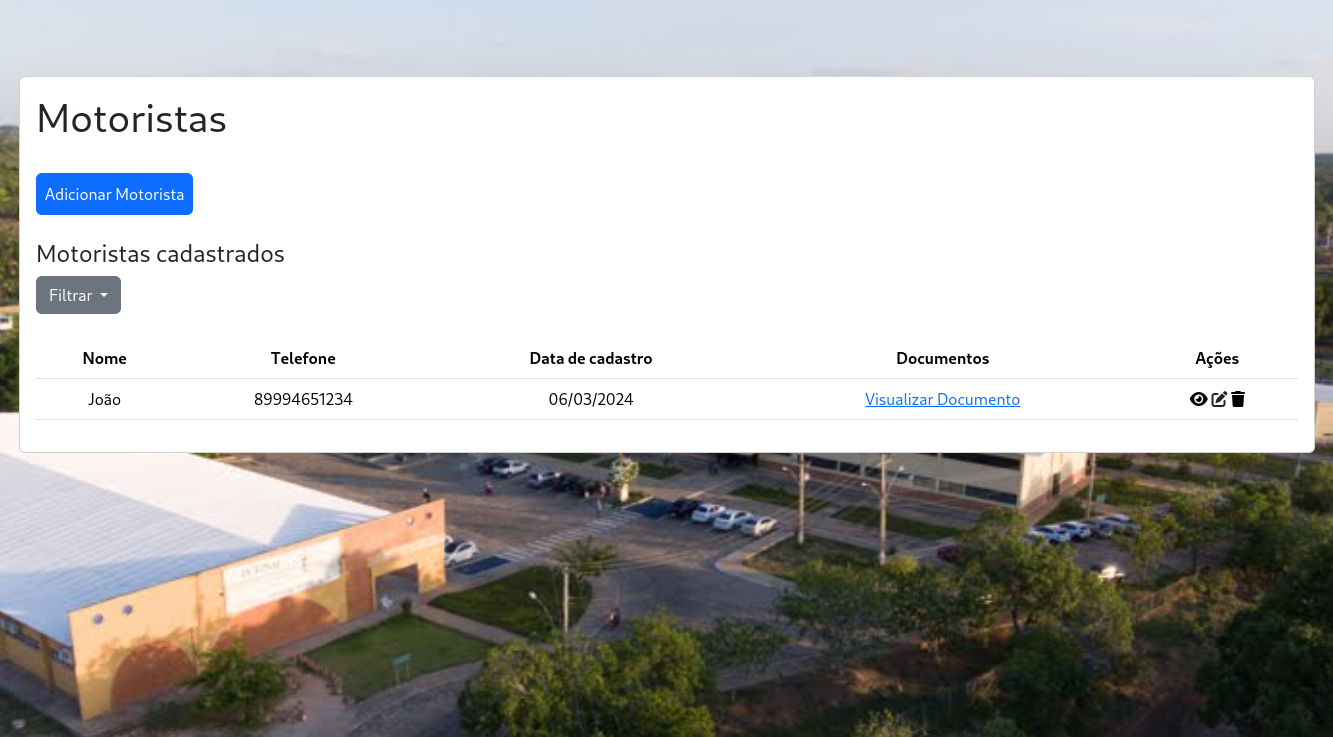 Motoristas
Adicionar Motorista
Motoristas cadastrados
Filtrar
Nome Telefone Data de cadastro Documentos Ações
João 89994651234 06/03/2024 Visualizar Documento